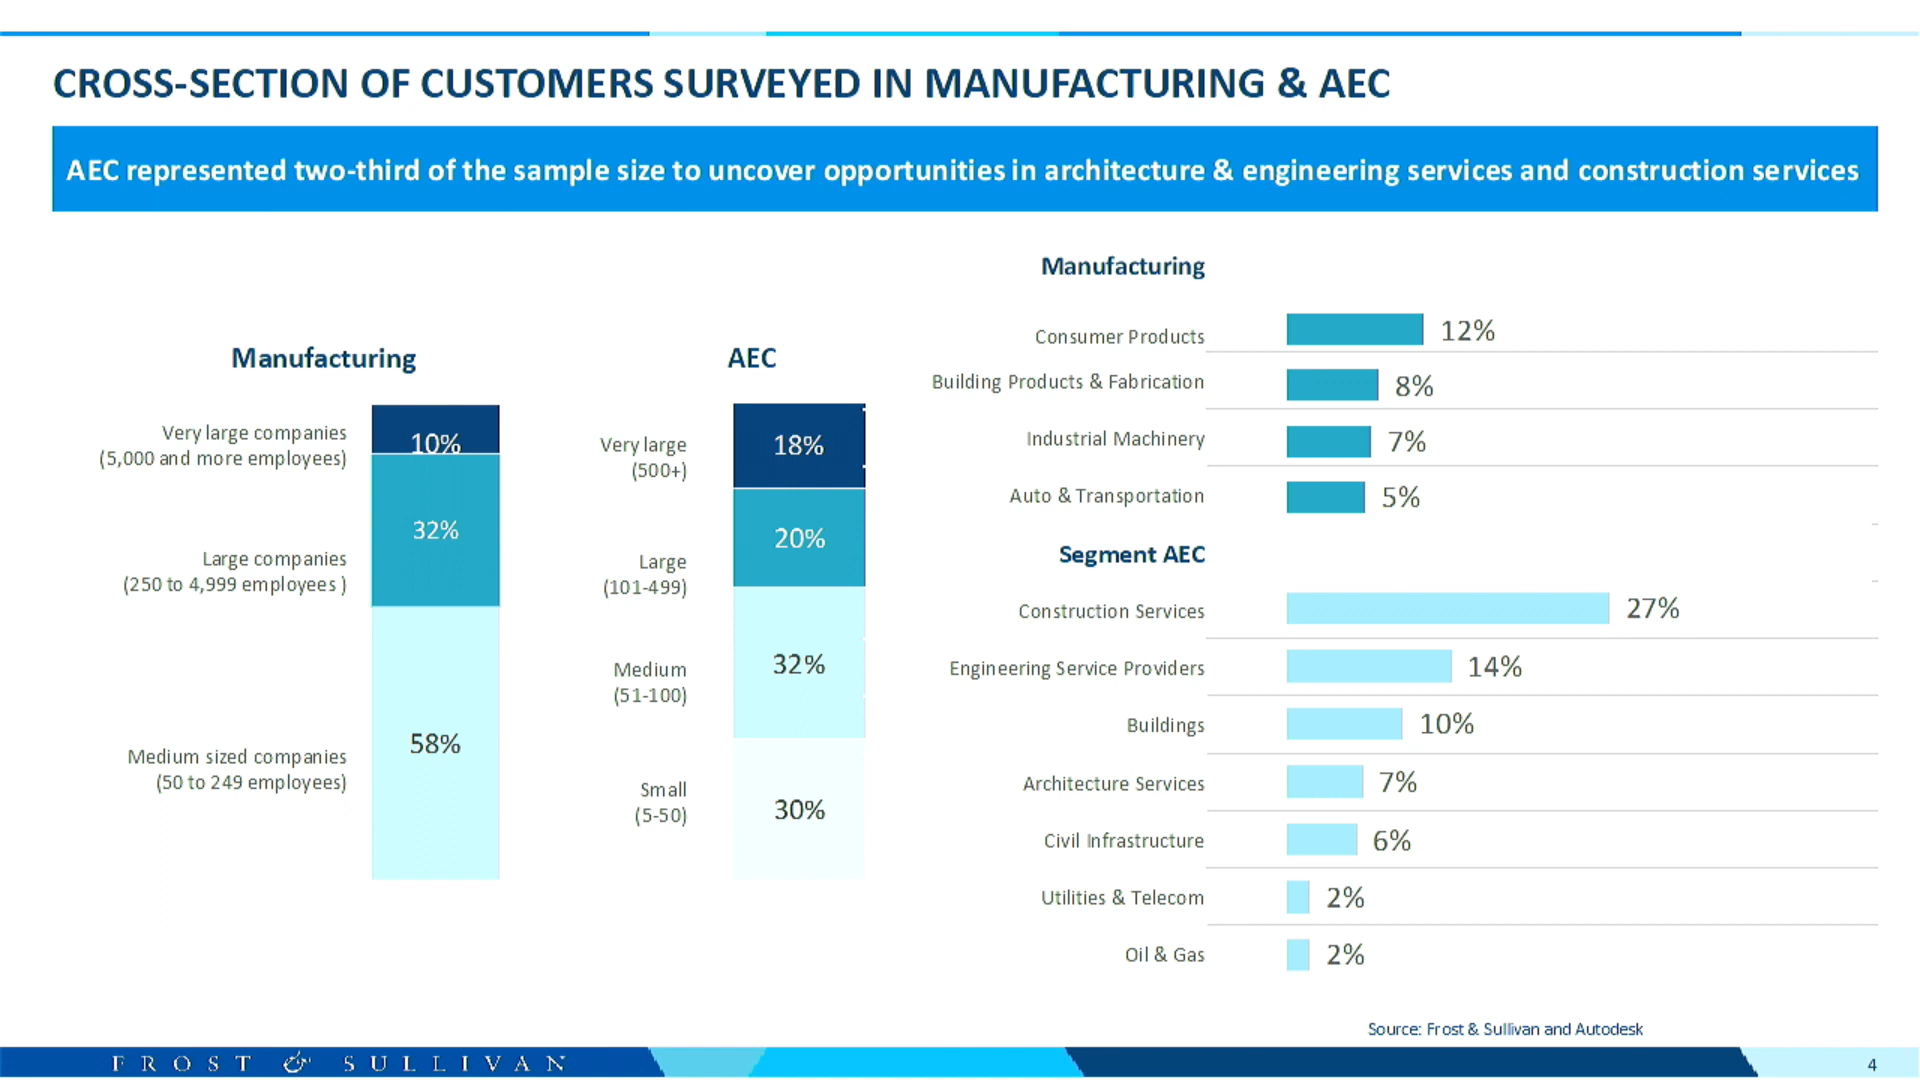 CROSS-SECTION OF CUSTOMERS SURVEYED IN MANUFACTURING & AEC
AEC represented two-third of the sample size to uncover opportunities in architecture & engineering services and construction services
Manufacturing
Very large companies
(5,000 and more employees)
10%
Large companies
(250 to 4,999 employees )
32%
Medium sized companies
(50 to 249 employees)
58%
AEC
Very large
(500+)
18%
Large
(101-499)
20%
Medium
(51-100)
32%
Small
(5-50)
30%
Manufacturing
Consumer Products 12%
Building Products & Fabrication 8%
Industrial Machinery 7%
Auto & Transportation 5%
Segment AEC
Construction Services 27%
Engineering Service Providers 14%
Buildings 10%
Architecture Services 7%
Civil Infrastructure 6%
Utilities & Telecom 2%
Oil & Gas 2%
Source: Frost & Sullivan and Autodesk
FROST & SULLIVAN
4